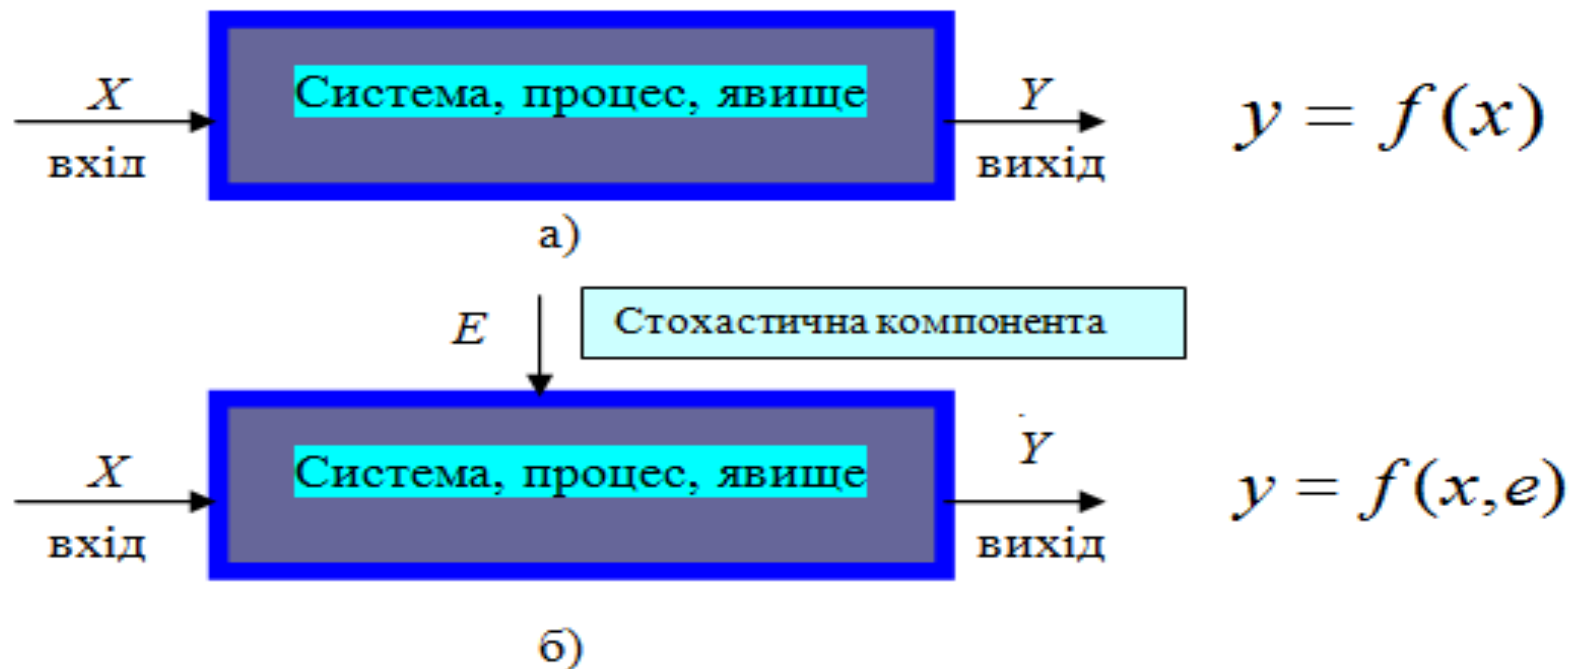 X
вхід
Система, процес, явище
Y
вихід
y = f(x)
а)
E
Стохастична компонента
X
вхід
Система, процес, явище
Y
вихід
y = f(x,e)
б)